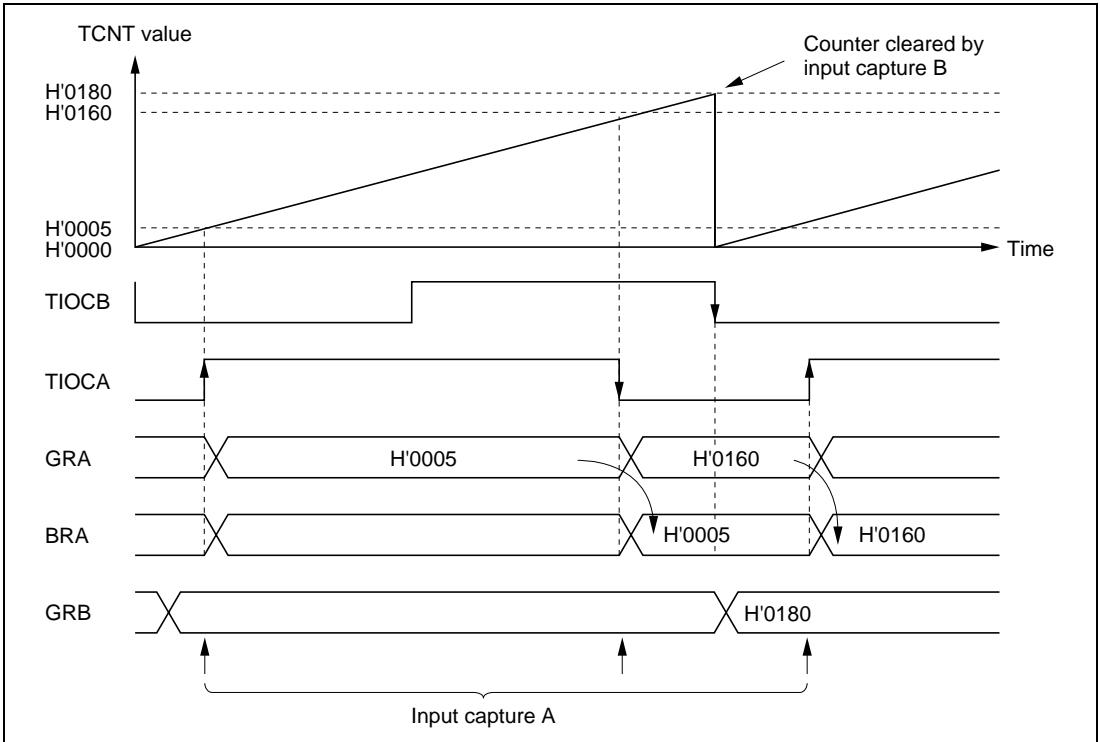 TCNT value
Counter cleared by
input capture B
H'0180
H'0160
H'0005
H'0000
Time
TIOCB
TIOCA
GRA
H'0005
H'0160
BRA
H'0005
H'0160
GRB
H'0180
Input capture A